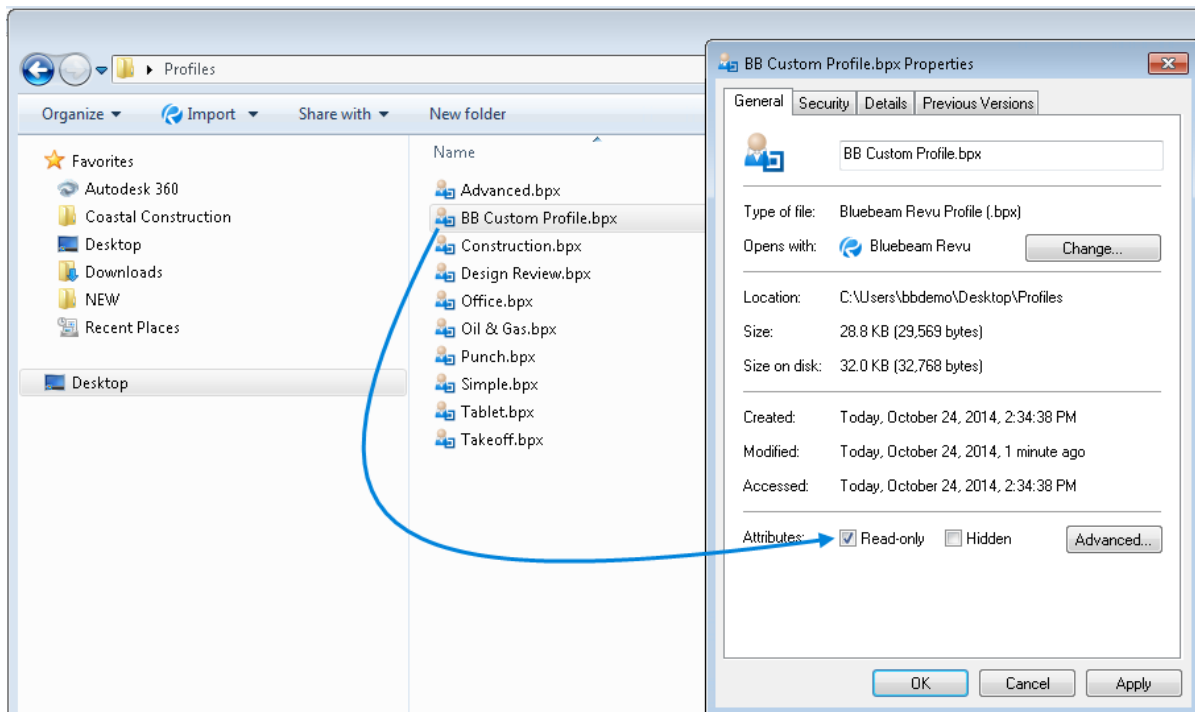 Profiles
Organize
Import
Share with
New folder
Favorites
Autodesk 360
Coastal Construction
Desktop
Downloads
NEW
Recent Places
Desktop
Name
Advanced.bpx
BB Custom Profile.bpx
Construction.bpx
Design Review.bpx
Office.bpx
Oil & Gas.bpx
Punch.bpx
Simple.bpx
Tablet.bpx
Takeoff.bpx
BB Custom Profile.bpx Properties
General Security Details Previous Versions
BB Custom Profile.bpx
Type of file: Bluebeam Revu Profile (.bpx)
Opens with: Bluebeam Revu Change...
Location: C:\Users\bbdemo\Desktop\Profiles
Size: 28.8 KB (29,569 bytes)
Size on disk: 32.0 KB (32,768 bytes)
Created: Today, October 24, 2014, 2:34:38 PM
Modified: Today, October 24, 2014, 1 minute ago
Accessed: Today, October 24, 2014, 2:34:38 PM
Attributes: Read-only Hidden Advanced...
OK Cancel Apply